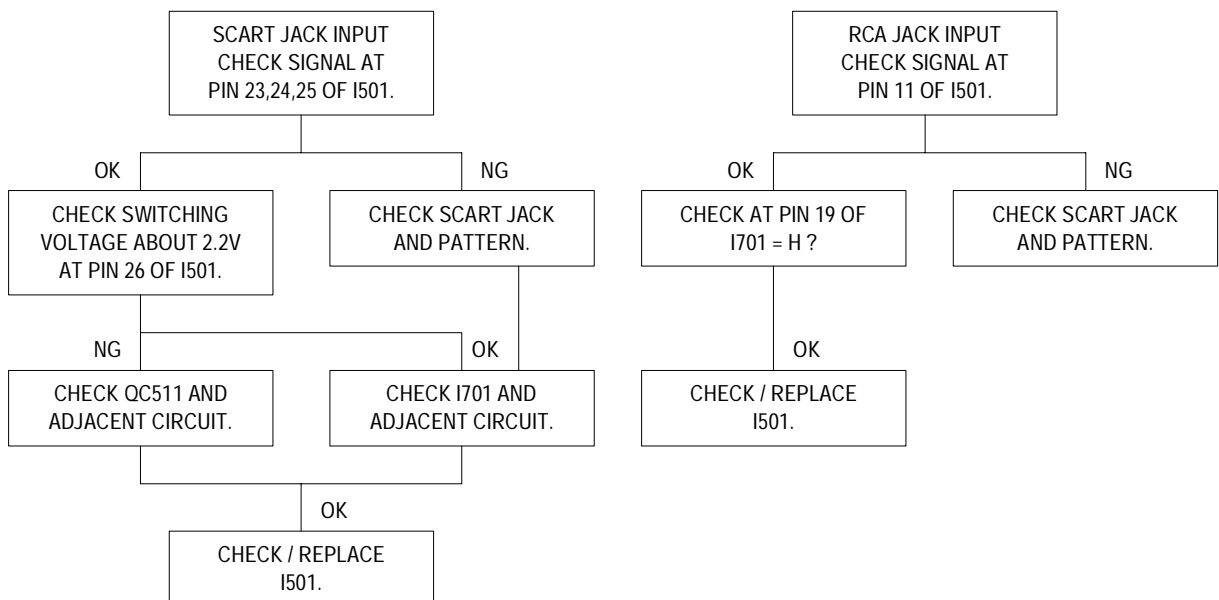 SCART JACK INPUT
CHECK SIGNAL AT
PIN 23,24,25 OF I501.
OK
NG
CHECK SWITCHING
VOLTAGE ABOUT 2.2V
AT PIN 26 OF I501.
CHECK SCART JACK
AND PATTERN.
NG
OK
CHECK QC511 AND
ADJACENT CIRCUIT.
CHECK I701 AND
ADJACENT CIRCUIT.
OK
CHECK / REPLACE
I501.
RCA JACK INPUT
CHECK SIGNAL AT
PIN 11 OF I501.
OK
NG
CHECK AT PIN 19 OF
I701 = H ?
CHECK SCART JACK
AND PATTERN.
OK
CHECK / REPLACE
I501.